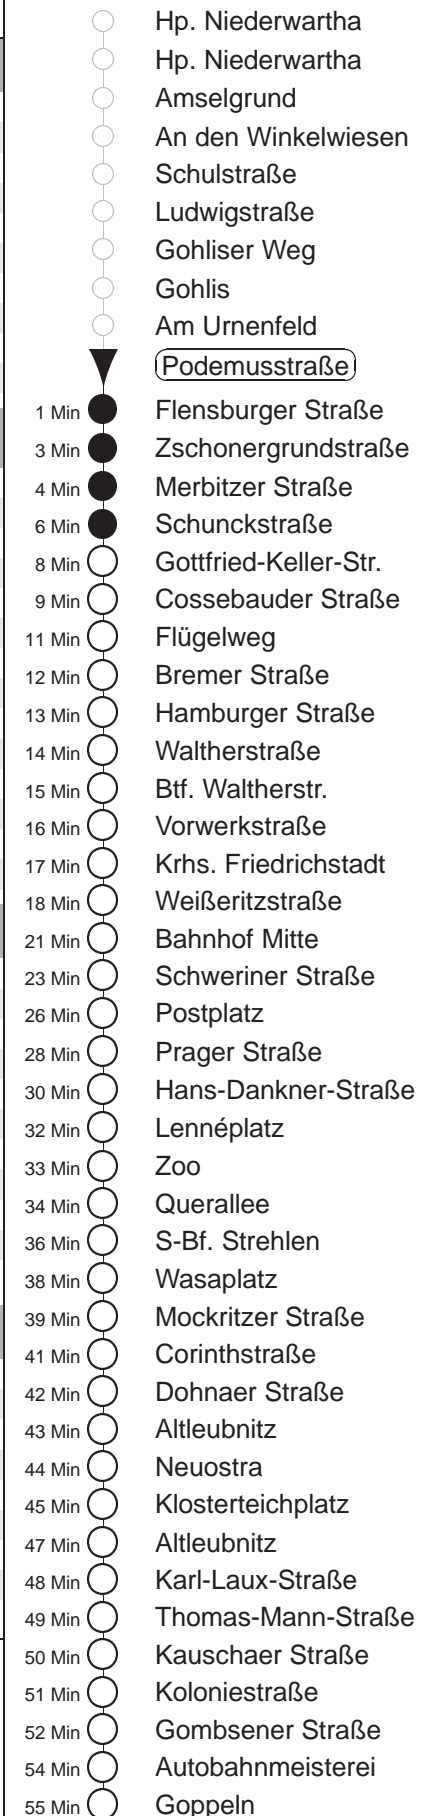 Hp. Niederwartha
Hp. Niederwartha
Amselgrund
An den Winkelwiesen
Schulstraße
Ludwigstraße
Gohliser Weg
Gohlis
Am Urnenfeld
Podemusstraße
1 Min Flensburger Straße
3 Min Zschonergrundstraße
4 Min Merbitzer Straße
6 Min Schunckstraße
8 Min Gottfried-Keller-Str.
9 Min Cossebauder Straße
11 Min Flügelweg
12 Min Bremer Straße
13 Min Hamburger Straße
14 Min Waltherstraße
15 Min Btf. Waltherstr.
16 Min Vorwerkstraße
17 Min Krhs. Friedrichstadt
18 Min Weißeritzstraße
21 Min Bahnhof Mitte
23 Min Schweriner Straße
26 Min Postplatz
28 Min Prager Straße
30 Min Hans-Dankner-Straße
32 Min Lennéplatz
33 Min Zoo
34 Min Querallee
36 Min S-Bf. Strehlen
38 Min Wasaplatz
39 Min Mockritzer Straße
41 Min Corinthstraße
42 Min Dohnaer Straße
43 Min Altleubnitz
44 Min Neuostra
45 Min Klosterteichplatz
47 Min Altleubnitz
48 Min Karl-Laux-Straße
49 Min Thomas-Mann-Straße
50 Min Kauschaer Straße
51 Min Koloniestraße
52 Min Gombsener Straße
54 Min Autobahnmeisterei
55 Min Goppeln